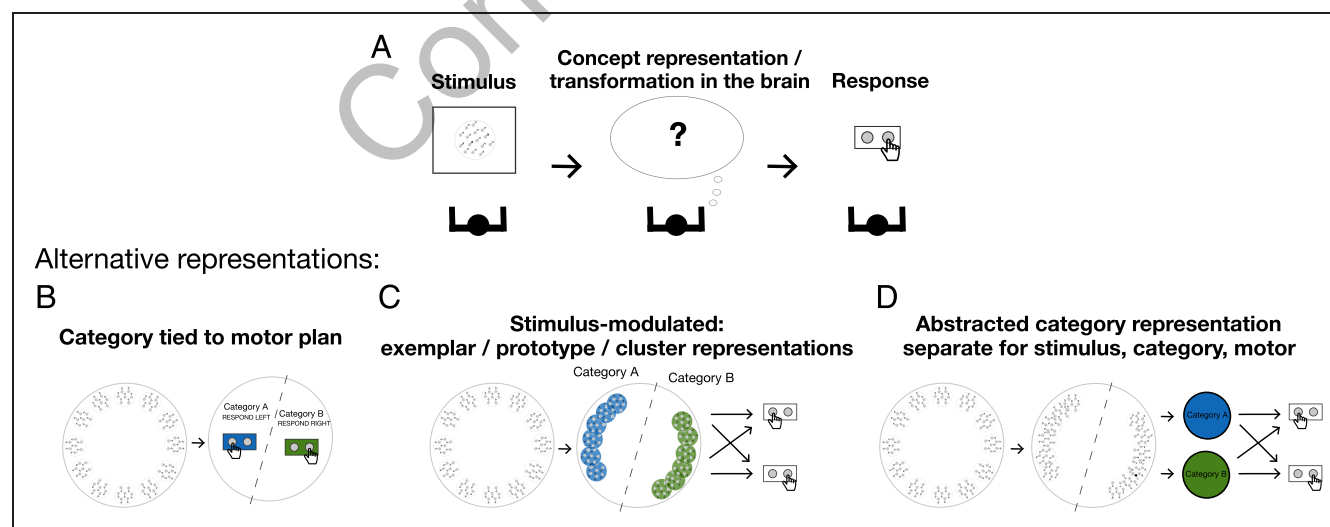 Con
A
Concept representation /
Stimulus
transformation in the brain
Response
?
Alternative representations:
B
Category tied to motor plan
Category A
RESPOND LEFT
Category B
RESPOND RIGHT
C
Stimulus-modulated:
exemplar / prototype / cluster representations
Category A
Category B
D
Abstracted category representation
separate for stimulus, category, motor
Category A
Category B